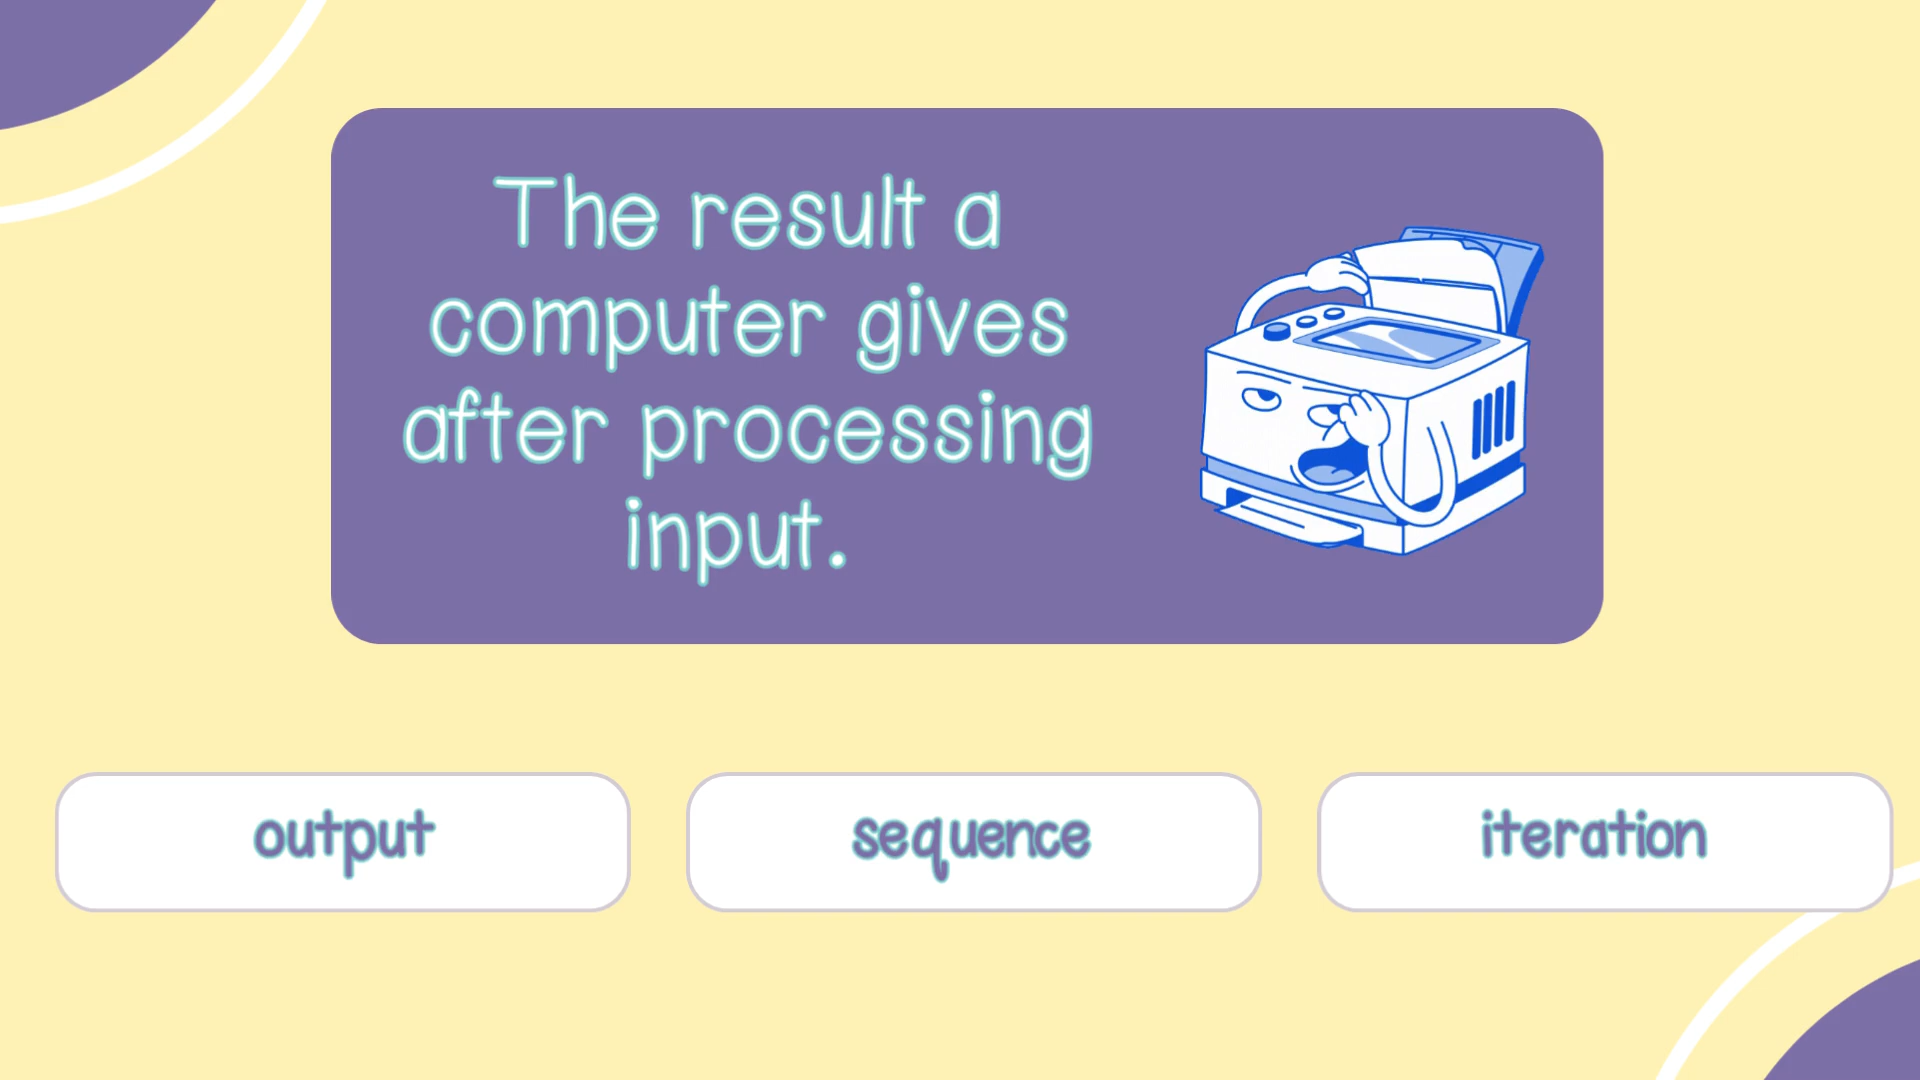 The result a
computer gives
after processing
input.
output
sequence
iteration